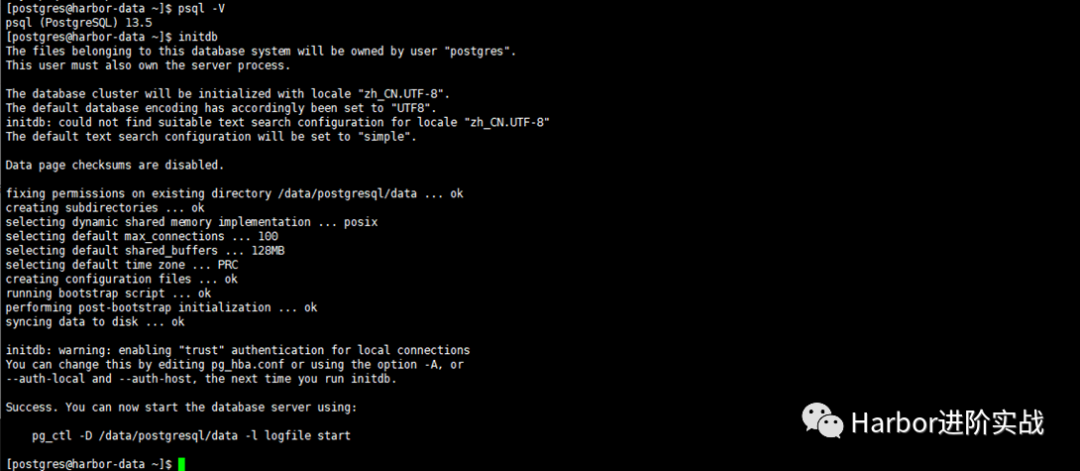 [postgres@harbor-data ~]$ psql -V
psql (PostgreSQL) 13.5
[postgres@harbor-data ~]$ initdb
The files belonging to this database system will be owned by user "postgres".
This user must also own the server process.
The database cluster will be initialized with locale "zh_CN.UTF-8".
The default database encoding has accordingly been set to "UTF8".
initdb: could not find suitable text search configuration for locale "zh_CN.UTF-8"
The default text search configuration will be set to "simple".
Data page checksums are disabled.
fixing permissions on existing directory /data/postgresql/data ... ok
creating subdirectories ... ok
selecting dynamic shared memory implementation ... posix
selecting default max_connections ... 100
selecting default shared_buffers ... 128MB
selecting default time zone ... PRC
creating configuration files ... ok
running bootstrap script ... ok
performing post-bootstrap initialization ... ok
syncing data to disk ... ok
initdb: warning: enabling "trust" authentication for local connections
You can change this by editing pg_hba.conf or using the option -A, or
--auth-local and --auth-host, the next time you run initdb.
Success. You can now start the database server using:
pg_ctl -D /data/postgresql/data -l logfile start
[postgres@harbor-data ~]$
Harbor进阶实战